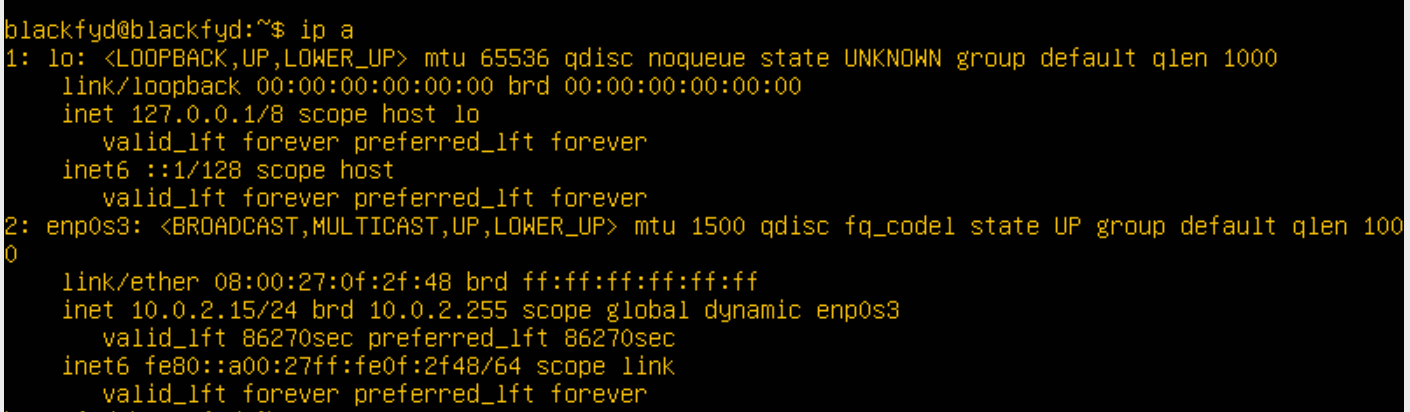 blackfyd@blackfyd:~$ ip a
1: lo: <LOOPBACK,UP,LOWER_UP> mtu 65536 qdisc noqueue state UNKNOWN group default qlen 1000
    link/loopback 00:00:00:00:00:00 brd 00:00:00:00:00:00
    inet 127.0.0.1/8 scope host lo
       valid_lft forever preferred_lft forever
    inet6 ::1/128 scope host
       valid_lft forever preferred_lft forever
2: enp0s3: <BROADCAST,MULTICAST,UP,LOWER_UP> mtu 1500 qdisc fq_codel state UP group default qlen 100
0
    link/ether 08:00:27:0f:2f:48 brd ff:ff:ff:ff:ff:ff
    inet 10.0.2.15/24 brd 10.0.2.255 scope global dynamic enp0s3
       valid_lft 86270sec preferred_lft 86270sec
    inet6 fe80::a00:27ff:fe0f:2f48/64 scope link
       valid_lft forever preferred_lft forever